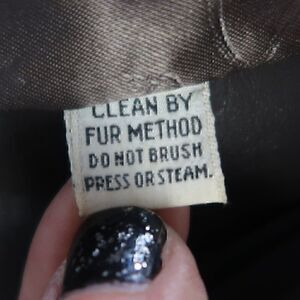 CLEAN BY
FUR METHOD
DO NOT BRUSH
PRESS OR STEAM.